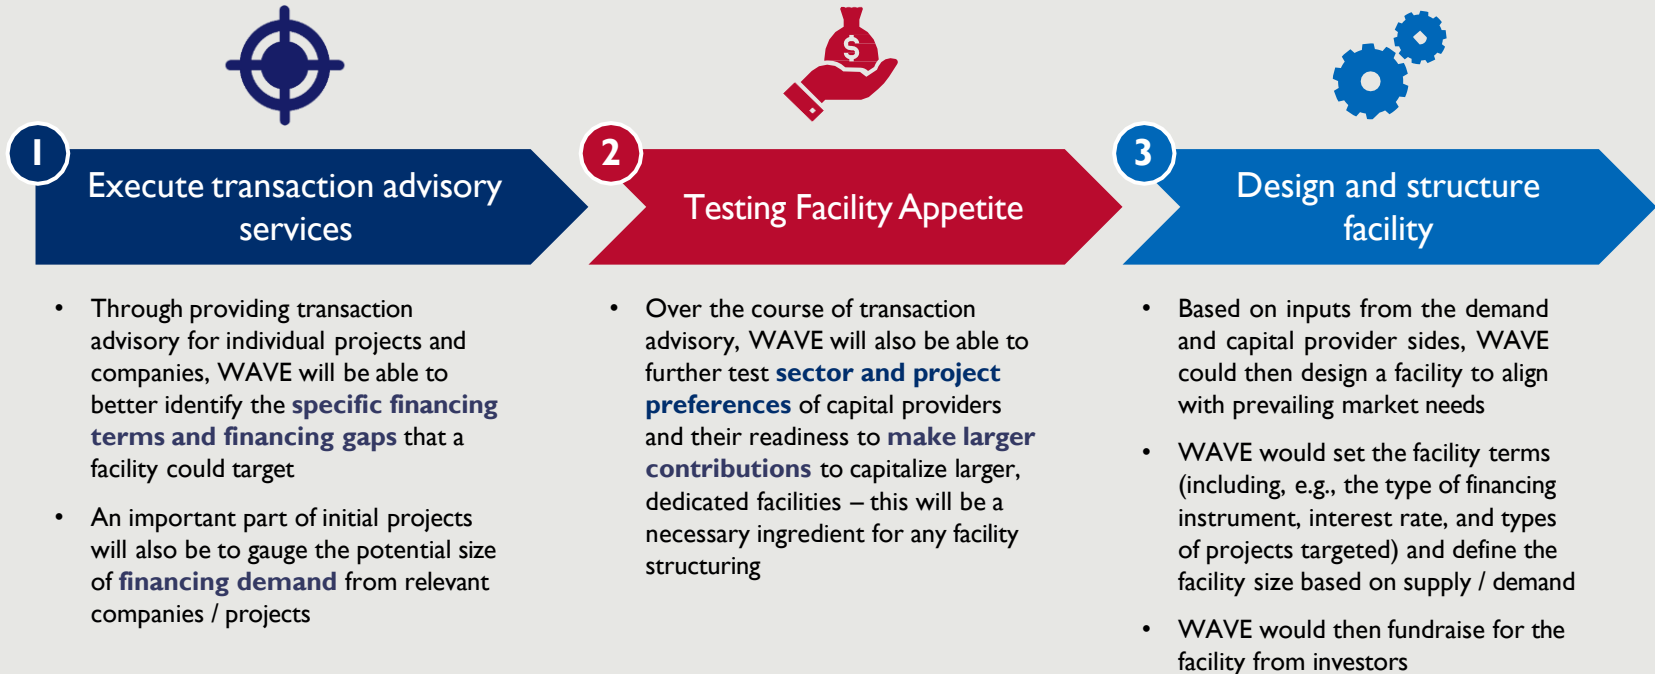 1
Execute transaction advisory
services
• Through providing transaction
advisory for individual projects and
companies, WAVE will be able to
better identify the specific financing
terms and financing gaps that a
facility could target
• An important part of initial projects
will also be to gauge the potential size
of financing demand from relevant
companies / projects
$
2
Testing Facility Appetite
• Over the course of transaction
advisory, WAVE will also be able to
further test sector and project
preferences of capital providers
and their readiness to make larger
contributions to capitalize larger,
dedicated facilities – this will be a
necessary ingredient for any facility
structuring
3
Design and structure
facility
• Based on inputs from the demand
and capital provider sides, WAVE
could then design a facility to align
with prevailing market needs
• WAVE would set the facility terms
(including, e.g., the type of financing
instrument, interest rate, and types
of projects targeted) and define the
facility size based on supply / demand
• WAVE would then fundraise for the
facility from investors